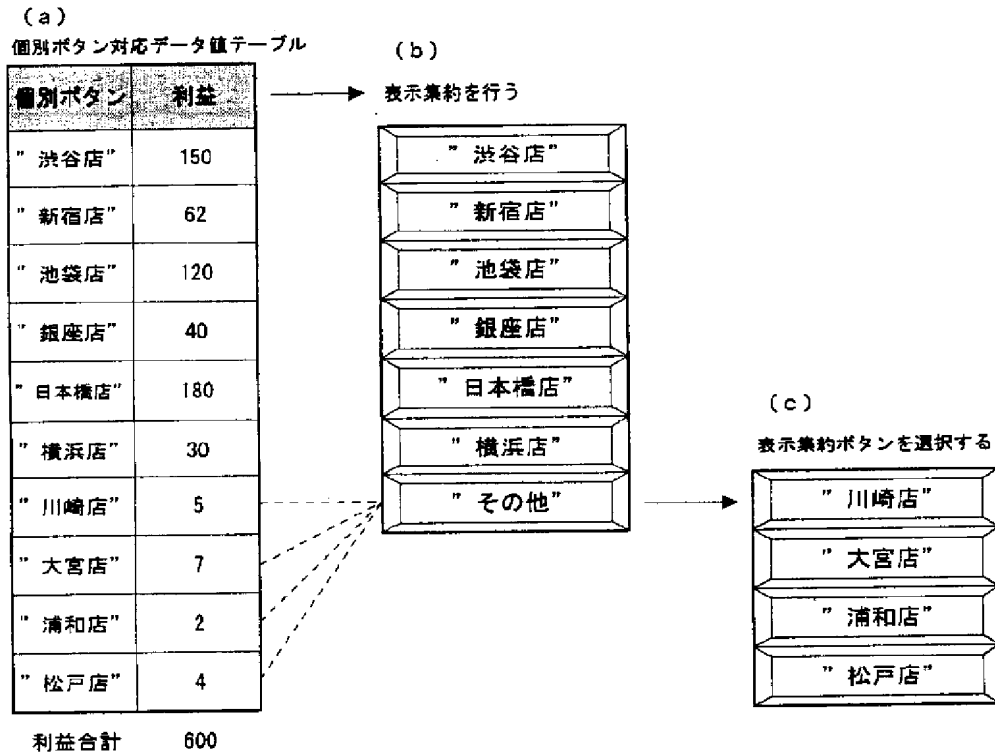 (a)
個別ボタン対応データ値テーブル
個別ボタン 利益
"渋谷店" 150
"新宿店" 62
"池袋店" 120
"銀座店" 40
"日本橋店" 180
"横浜店" 30
"川崎店" 5
"大宮店" 7
"浦和店" 2
"松戸店" 4
利益合計 600
(b)
表示集約を行う
"渋谷店"
"新宿店"
"池袋店"
"銀座店"
"日本橋店"
"横浜店"
"その他"
(c)
表示集約ボタンを選択する
"川崎店"
"大宮店"
"浦和店"
"松戸店"